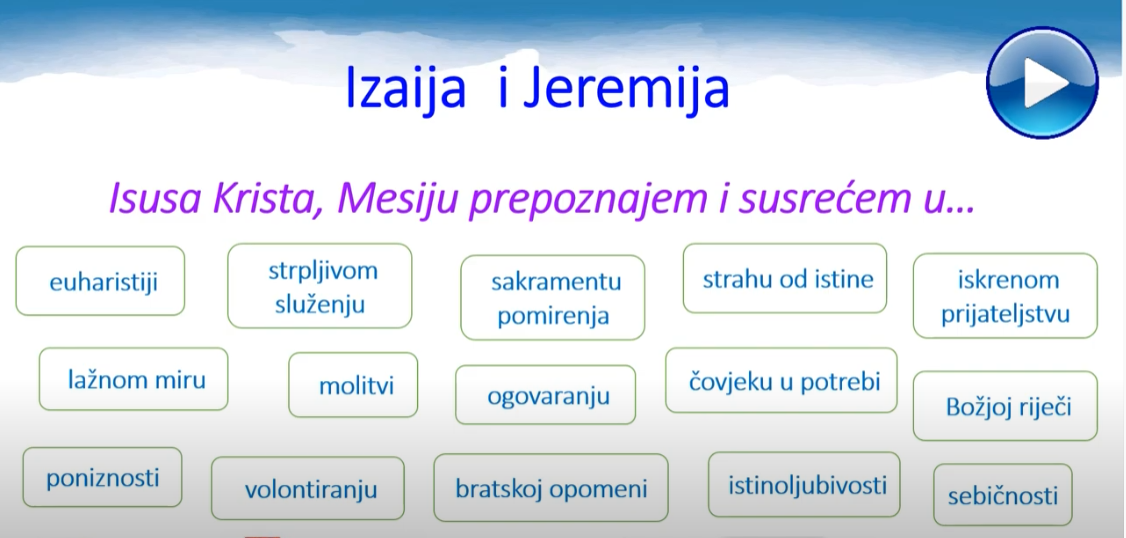 Izaija i Jeremija
Isusa Krista, Mesiju prepoznajem i susrećem u...
euharistiji
strpljivom
služenju
sakramentu
pomirenja
strahu od istine
iskrenom
prijateljstvu
lažnom miru
molitvi
ogovaranju
čovjeku u potrebi
Božjoj riječi
poniznosti
volontiranju
bratskoj opomeni
istinoljubivosti
sebičnosti